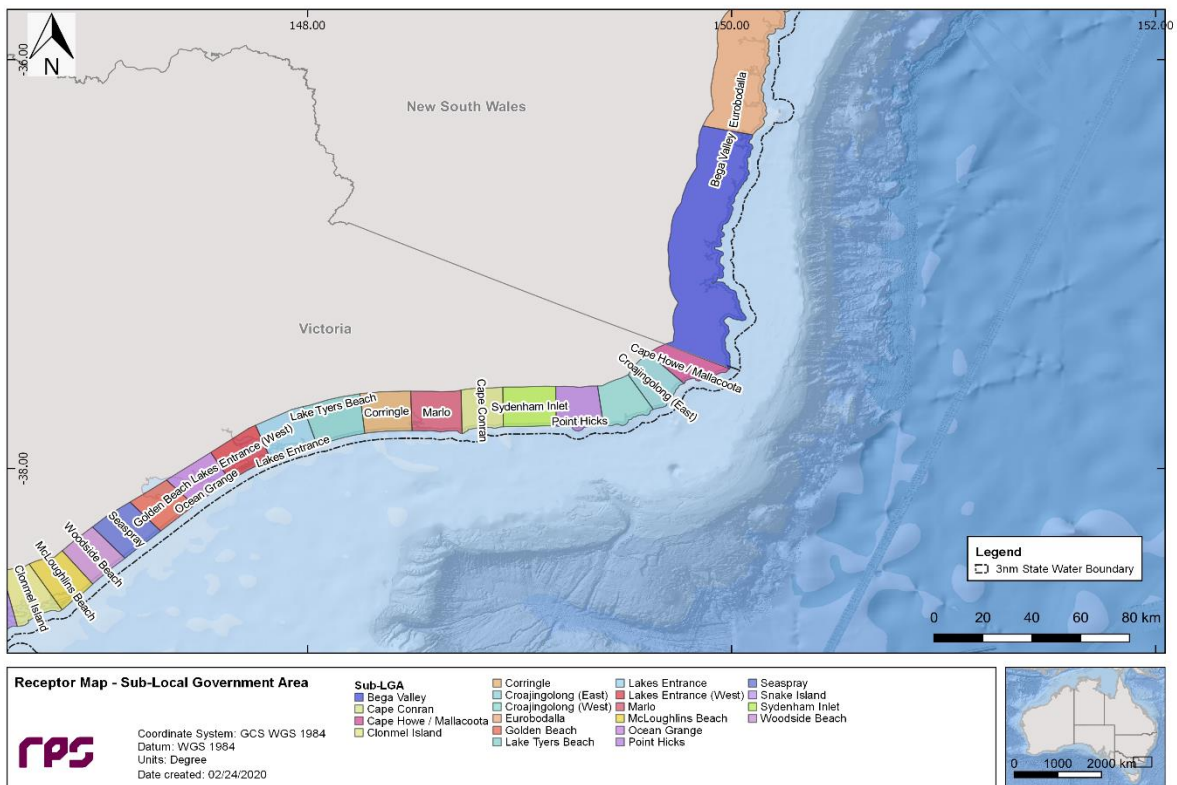 148.00
150.00
152.00
-36.00
-36.00
N
New South Wales
Eurobodalla
Bega Valley
Victoria
Cape Howe / Mallacoota
Croajingolong (East)
Lake Tyers Beach
Corringle
Marlo
Cape Conran
Sydenham Inlet
Point Hicks
Lakes Entrance
Lakes Entrance (West)
Ocean Grange
Golden Beach
Seaspray
Woodside Beach
McLoughlins Beach
Clonmel Island
-38.00
-38.00
Legend
3nm State Water Boundary
0 20 40 60 80 km
Receptor Map - Sub-Local Government Area
rps
Coordinate System: GCS WGS 1984
Datum: WGS 1984
Units: Degree
Date created: 02/24/2020
Sub-LGA
Bega Valley
Cape Conran
Cape Howe / Mallacoota
Clonmel Island
Corringle
Croajingolong (East)
Croajingolong (West)
Eurobodalla
Golden Beach
Lake Tyers Beach
Lakes Entrance
Lakes Entrance (West)
Marlo
McLoughlins Beach
Ocean Grange
Point Hicks
Seaspray
Snake Island
Sydenham Inlet
Woodside Beach
0 1000 2000 km